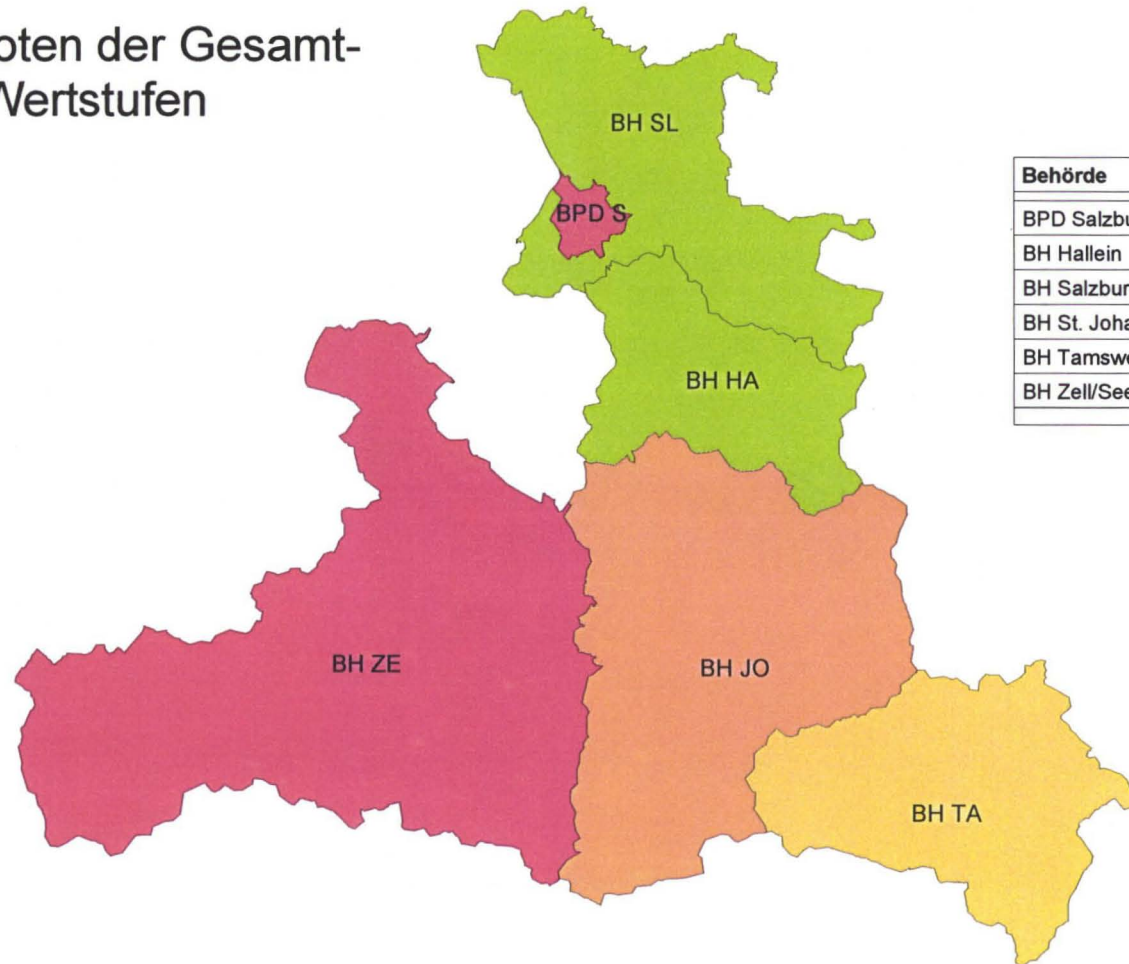 oten der Gesamt-
Wertstufen
BH SL
BPD S
BH HA
BH ZE
BH JO
BH TA
Behörde
BPD Salzbu
BH Hallein
BH Salzbur
BH St. Joha
BH Tamswe
BH Zell/See